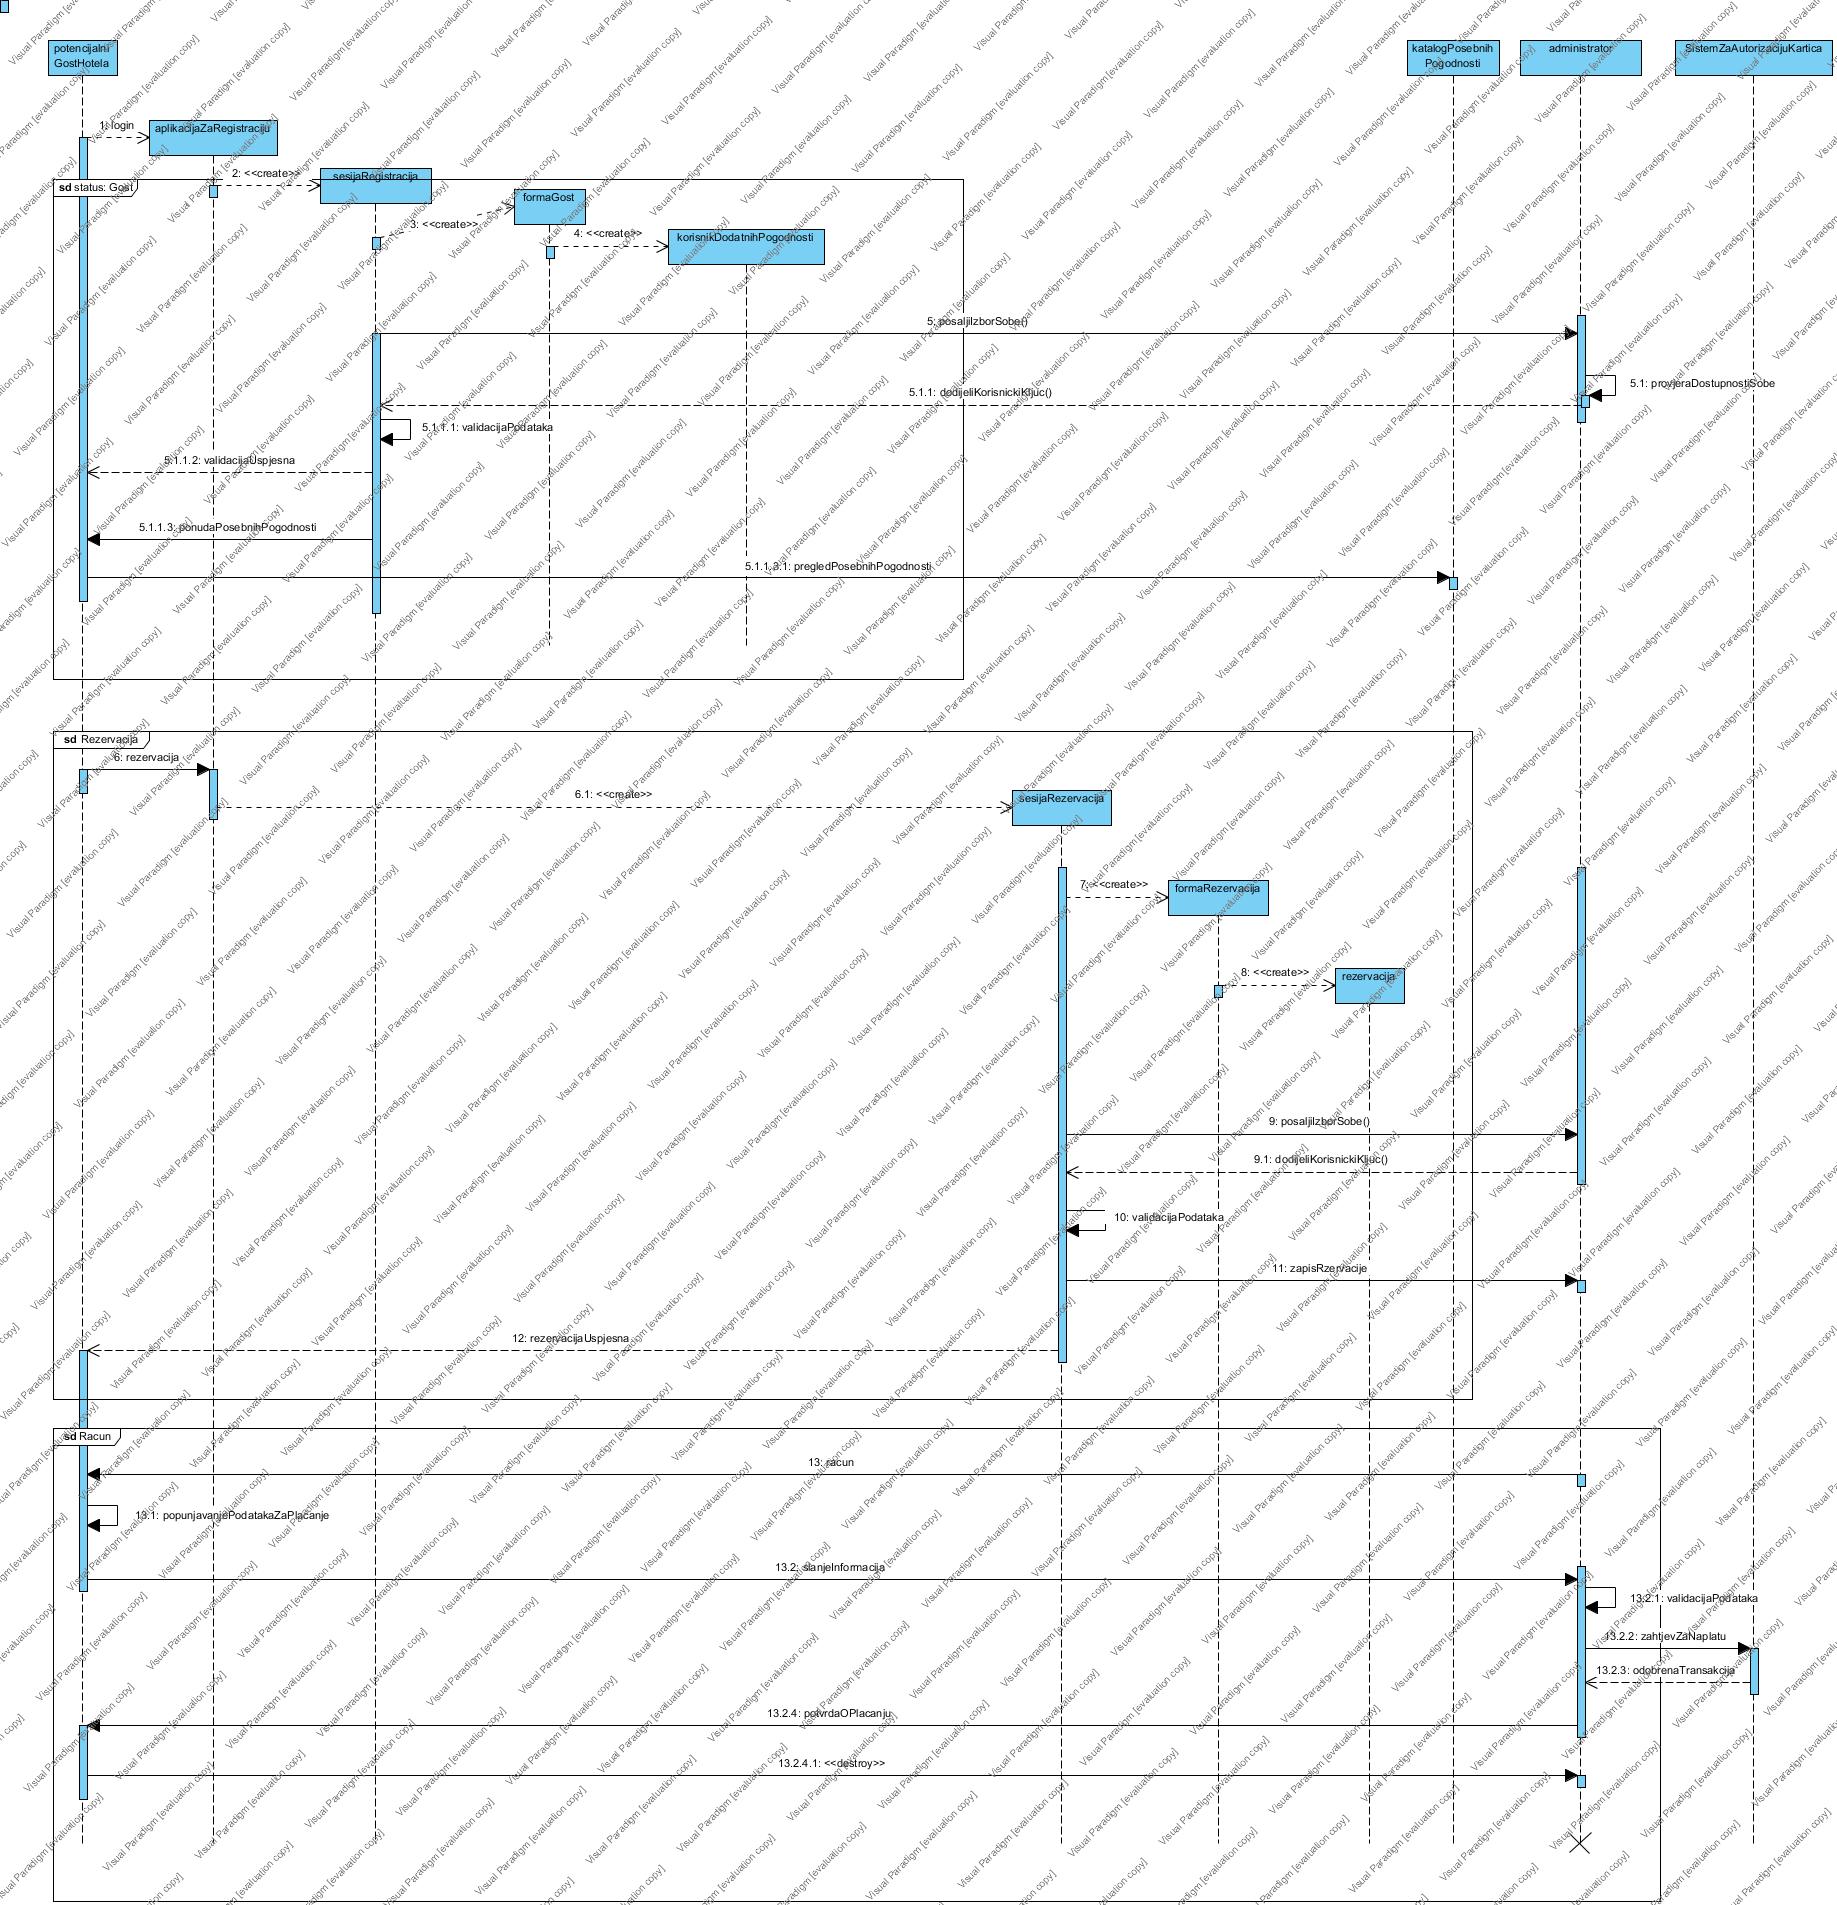 potencijalni
GostHotela
katalogPosebnih
Pogodnosti
administrator
SistemZaAutorizacijuKartica
1: login
aplikacijaZaRegistraciju
2: <<create>>
sesijaRegistracija
sd status: Gost
formaGost
3: <<create>>
4: <<create>>
korisnikDodatnihPogodnosti
5: posaljiIzborSobe()
5.1: provjeraDostupnostiSobe
5.1.1: dodijeliKorisnickiKljuc()
5.1.1.1: validacijaPodataka
5.1.1.2: validacijaUspjesna
5.1.1.3: ponudaPosebnihPogodnosti
5.1.1.3.1: pregledPosebnihPogodnosti
sd Rezervacija
6: rezervacija
6.1: <<create>>
sesijaRezervacija
7: <<create>>
formaRezervacija
8: <<create>>
rezervacija
9: posaljiIzborSobe()
9.1: dodijeliKorisnickiKljuc()
10: validacijaPodataka
11: zapisRzervacije
12: rezervacijaUspjesna
sd Racun
13: racun
13.1: popunjavanjePodatakaZaPlacanje
13.2: slanjeInformacija
13.2.1: validacijaPodataka
13.2.2: zahtjevZaNaplatu
13.2.3: odobrenaTransakcija
13.2.4: potvrdaOPlacanju
13.2.4.1: <<destroy>>
Visual Paradigm [evaluation copy]